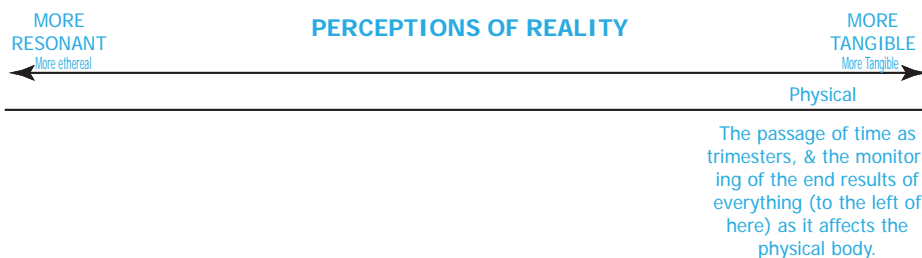 MORE
RESONANT
More ethereal
PERCEPTIONS OF REALITY
MORE
TANGIBLE
More Tangible
Physical
The passage of time as
trimesters, & the monitor
ing of the end results of
everything (to the left of
here) as it affects the
physical body.